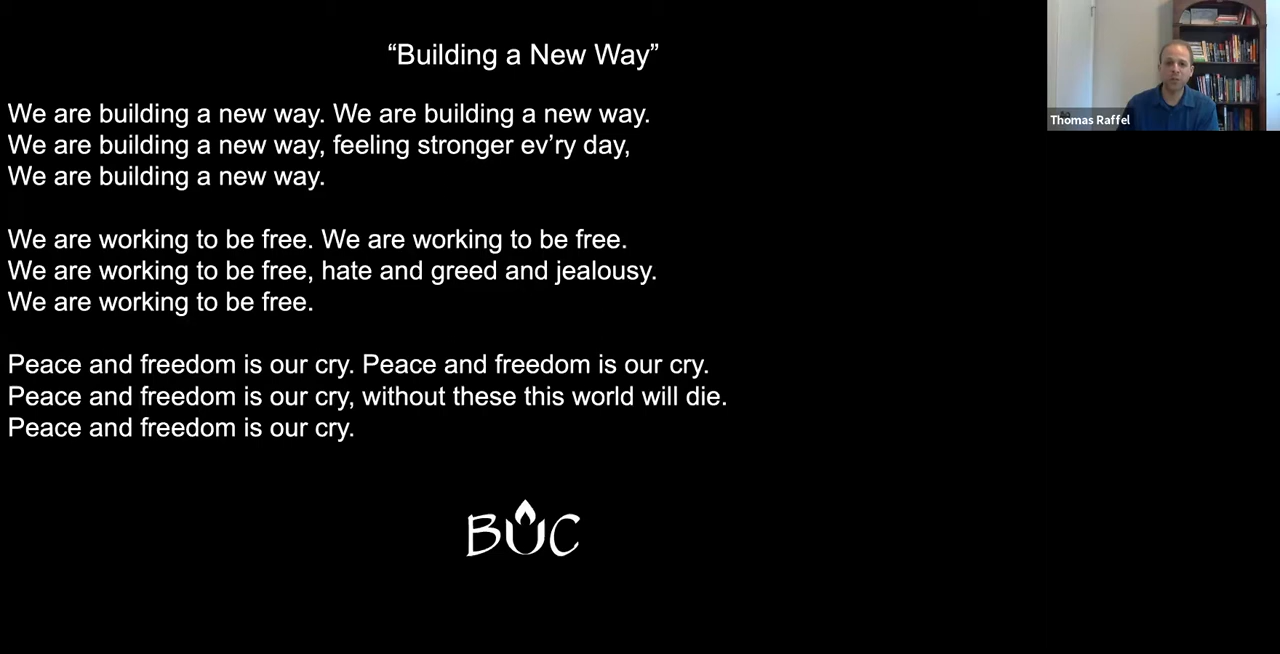 “Building a New Way”
We are building a new way. We are building a new way.
We are building a new way, feeling stronger ev’ry day,
We are building a new way.
We are working to be free. We are working to be free.
We are working to be free, hate and greed and jealousy.
We are working to be free.
Peace and freedom is our cry. Peace and freedom is our cry.
Peace and freedom is our cry, without these this world will die.
Peace and freedom is our cry.
BUC
Thomas Raffel